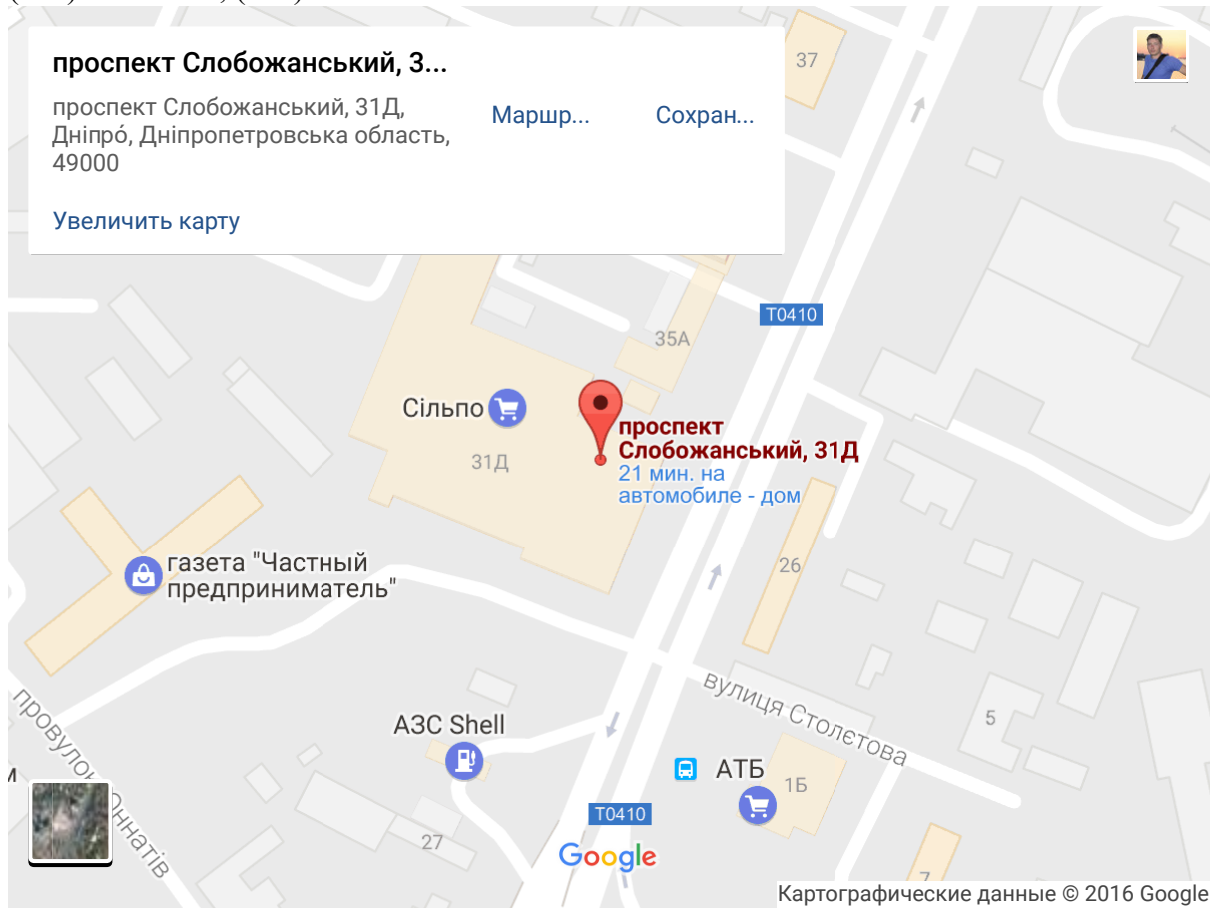 проспект Слобожанський, 3...
проспект Слобожанський, 31Д,
Дніпро́, Дніпропетровська область,
49000
Маршр...
Сохран...
Увеличить карту
37
T0410
35А
Сільпо
31Д
проспект
Слобожанський, 31Д
21 мин. на
автомобиле - дом
газета "Частный
предприниматель"
26
вулиця Столєтова
5
провулок Юннатів
АЗС Shell
АТБ
1Б
T0410
27
Google
7
Картографические данные © 2016 Google